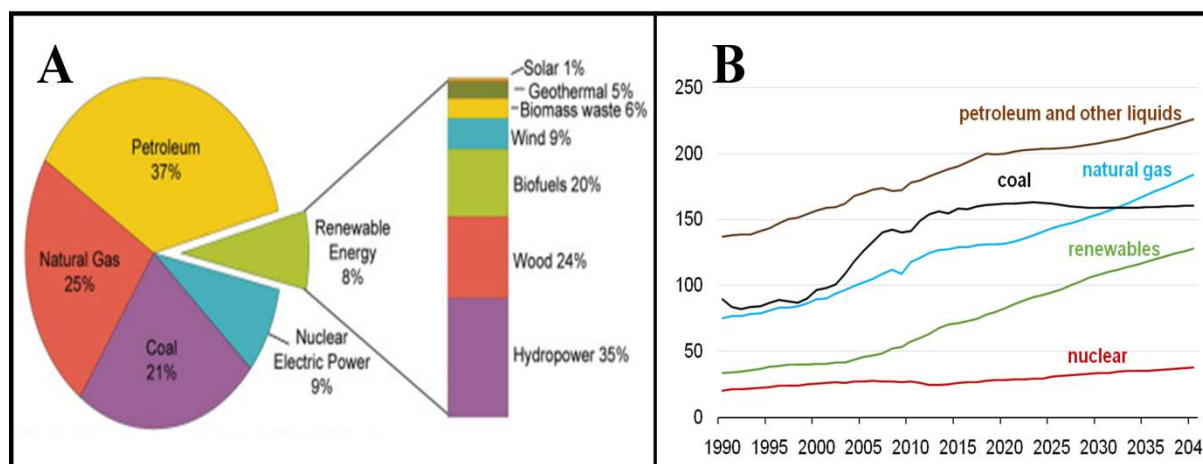 A
Petroleum
37%
Natural Gas
25%
Coal
21%
Nuclear
Electric Power
9%
Renewable
Energy
8%
Solar 1%
Geothermal 5%
Biomass waste 6%
Wind 9%
Biofuels 20%
Wood 24%
Hydropower 35%
B
250
200
150
100
50
0
petroleum and other liquids
natural gas
coal
renewables
nuclear
1990 1995 2000 2005 2010 2015 2020 2025 2030 2035 204